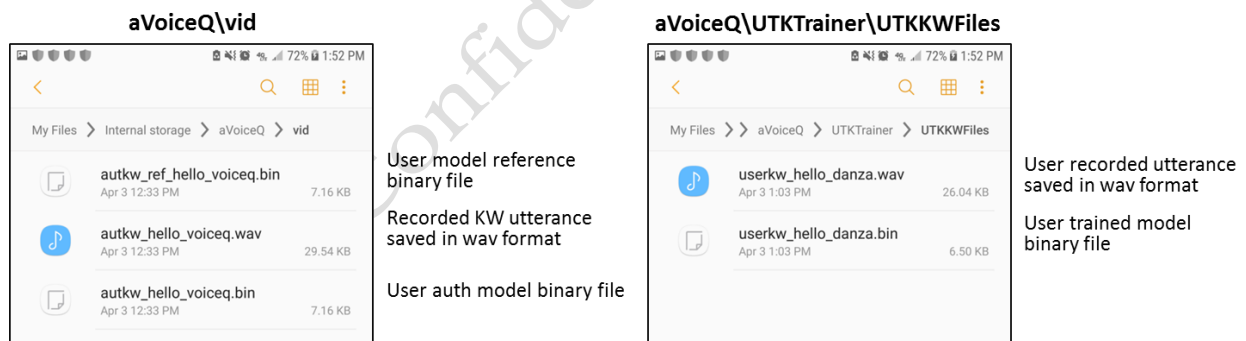 aVoiceQ\vid
72% 1:52 PM
My Files > Internal storage > aVoiceQ > vid
autkw_ref_hello_voiceq.bin
Apr 3 12:33 PM 7.16 KB
autkw_hello_voiceq.wav
Apr 3 12:33 PM 29.54 KB
autkw_hello_voiceq.bin
Apr 3 12:33 PM 7.16 KB
User model reference
binary file
Recorded KW utterance
saved in wav format
User auth model binary file
aVoiceQ\UTKTrainer\UTKKWFiles
72% 1:52 PM
My Files > > aVoiceQ > UTKTrainer > UTKKWFiles
userkw_hello_danza.wav
Apr 3 1:03 PM 26.04 KB
userkw_hello_danza.bin
Apr 3 1:03 PM 6.50 KB
User recorded utterance
saved in wav format
User trained model
binary file